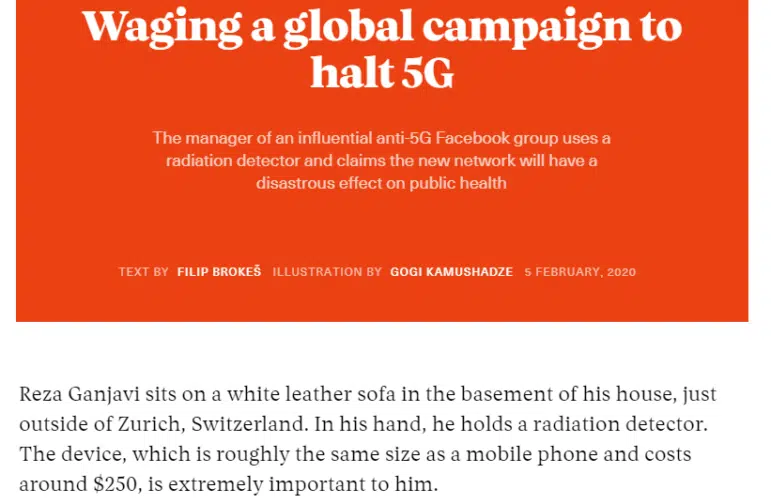 Waging a global campaign to
halt 5G
The manager of an influential anti-5G Facebook group uses a
radiation detector and claims the new network will have a
disastrous effect on public health
TEXT BY FILIP BROKEŠ ILLUSTRATION BY GOGI KAMUSHADZE 5 FEBRUARY, 2020
Reza Ganjavi sits on a white leather sofa in the basement of his house, just
outside of Zurich, Switzerland. In his hand, he holds a radiation detector.
The device, which is roughly the same size as a mobile phone and costs
around $250, is extremely important to him.